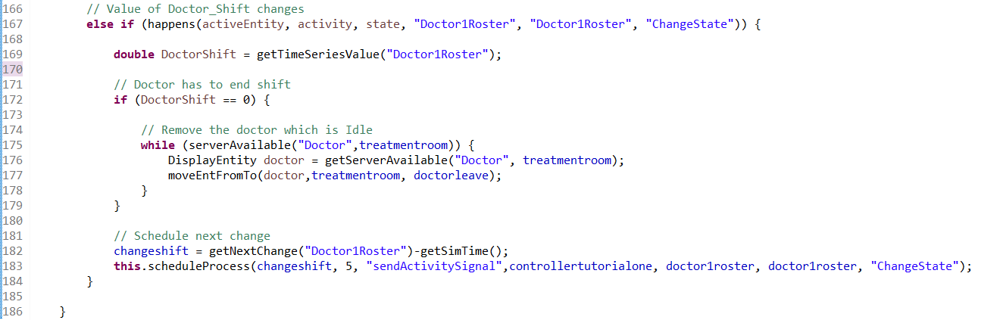 166 // Value of Doctor_Shift changes
167 else if (happens(activeEntity, activity, state, "Doctor1Roster", "Doctor1Roster", "ChangeState")) {
168
169 double DoctorShift = getTimeSeriesValue("Doctor1Roster");
170
171 // Doctor has to end shift
172 if (DoctorShift == 0) {
173
174 // Remove the doctor which is Idle
175 while (serverAvailable("Doctor",treatmentroom)) {
176 DisplayEntity doctor = getServerAvailable("Doctor", treatmentroom);
177 moveEntFromTo(doctor,treatmentroom, doctorleave);
178 }
179 }
180
181 // Schedule next change
182 changeshift = getNextChange("Doctor1Roster")-getSimTime();
183 this.scheduleProcess(changeshift, 5, "sendActivitySignal",controllertutorialone, doctor1roster, doctor1roster, "ChangeState");
184 }
185
186 }